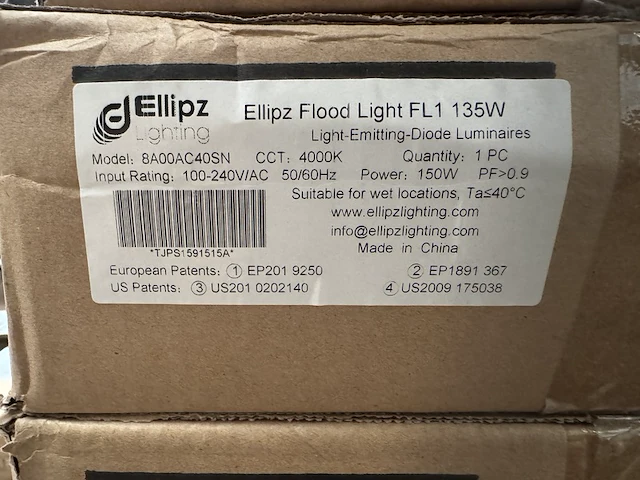 Ellipz
Lighting
Ellipz Flood Light FL1 135W
Light-Emitting-Diode Luminaires
Model: 8A00AC40SN CCT: 4000K Quantity: 1 PC
Input Rating: 100-240V/AC 50/60Hz Power: 150W PF>0.9
Suitable for wet locations, Ta≤40°C
www.ellipzlighting.com
info@ellipzlighting.com
Made in China
*TJPS1591515A*
European Patents: ① EP201 9250 ② EP1891 367
US Patents: ③ US201 0202140 ④ US2009 175038